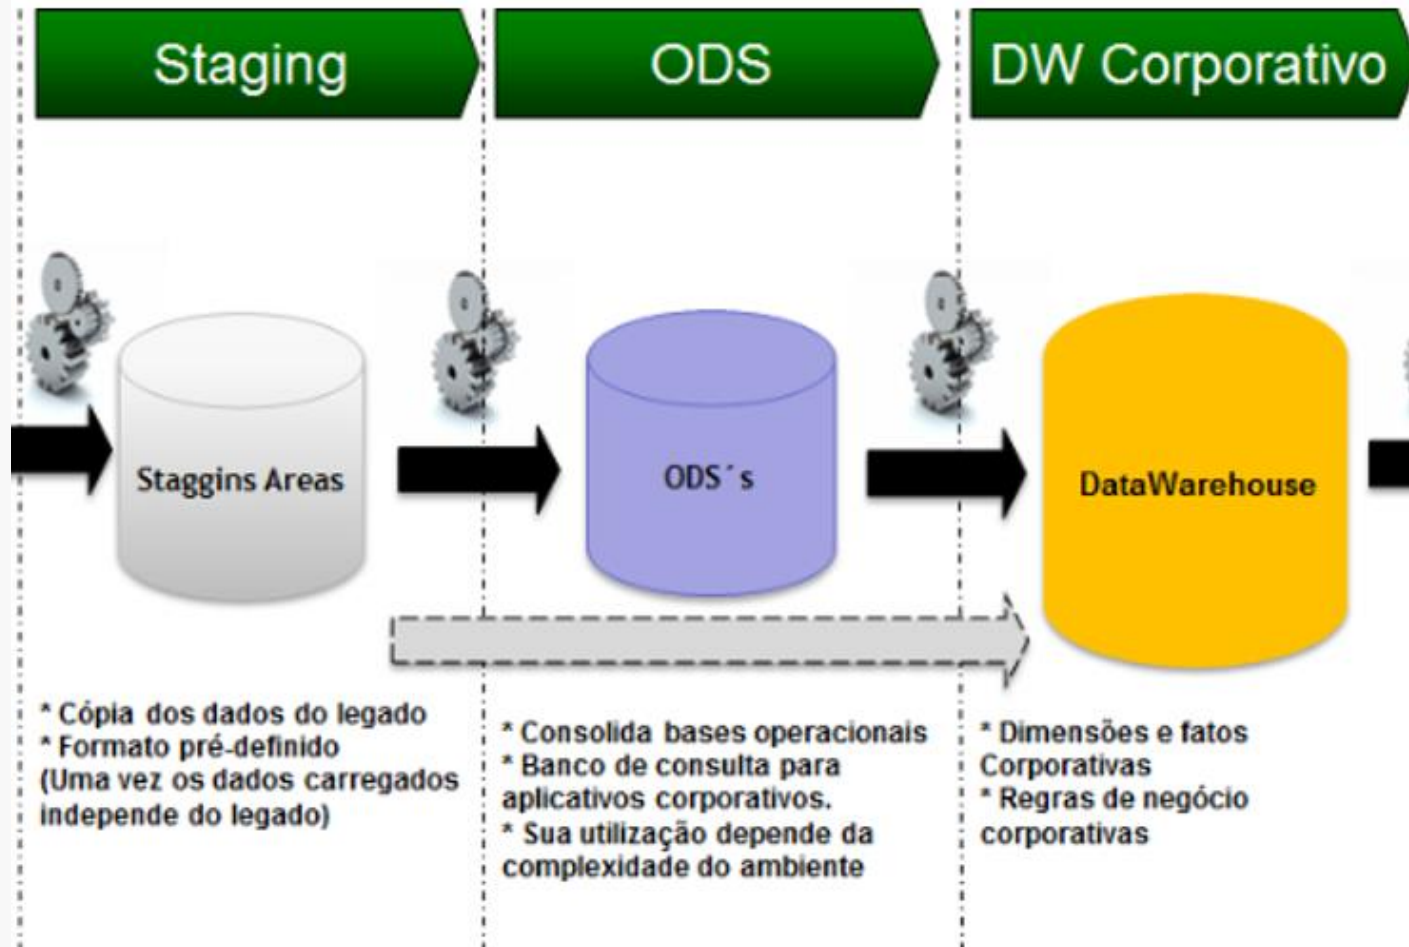 Staging
ODS
DW Corporativo
Staggins Areas
ODS´s
DataWarehouse
* Cópia dos dados do legado
* Formato pré-definido
(Uma vez os dados carregados
independe do legado)
* Consolida bases operacionais
* Banco de consulta para
aplicativos corporativos.
* Sua utilização depende da
complexidade do ambiente
* Dimensões e fatos
Corporativas
* Regras de negócio
corporativas